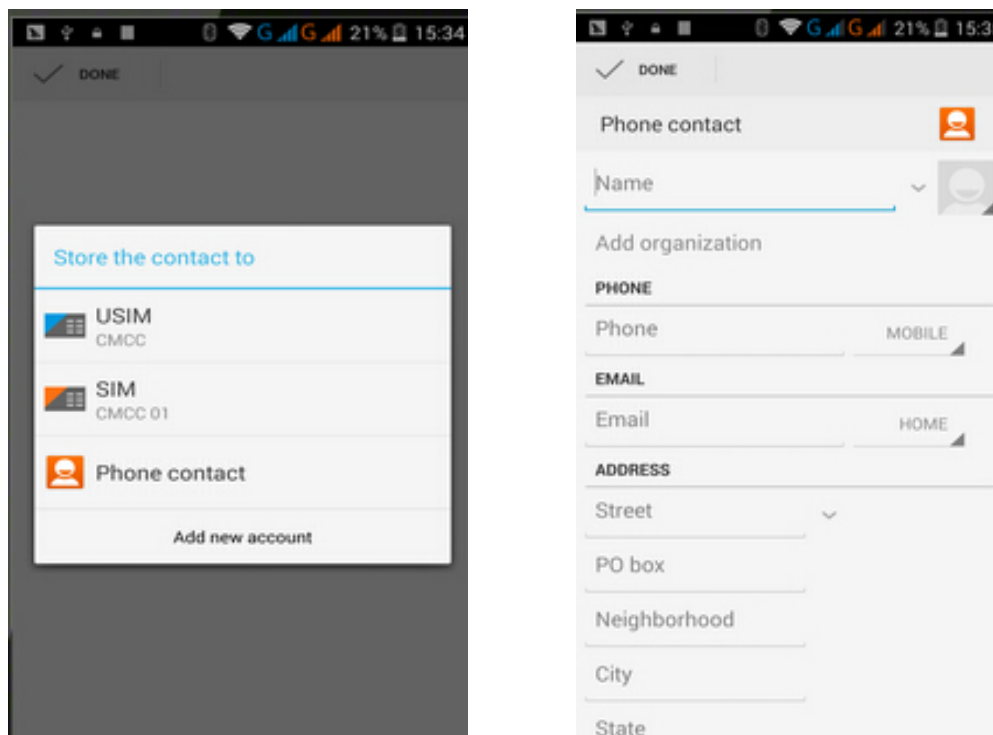 G G 21% 15:34
DONE
Store the contact to
USIM
CMCC
SIM
CMCC 01
Phone contact
Add new account
G G 21% 15:3
DONE
Phone contact
Name
Add organization
PHONE
Phone MOBILE
EMAIL
Email HOME
ADDRESS
Street
PO box
Neighborhood
City
State